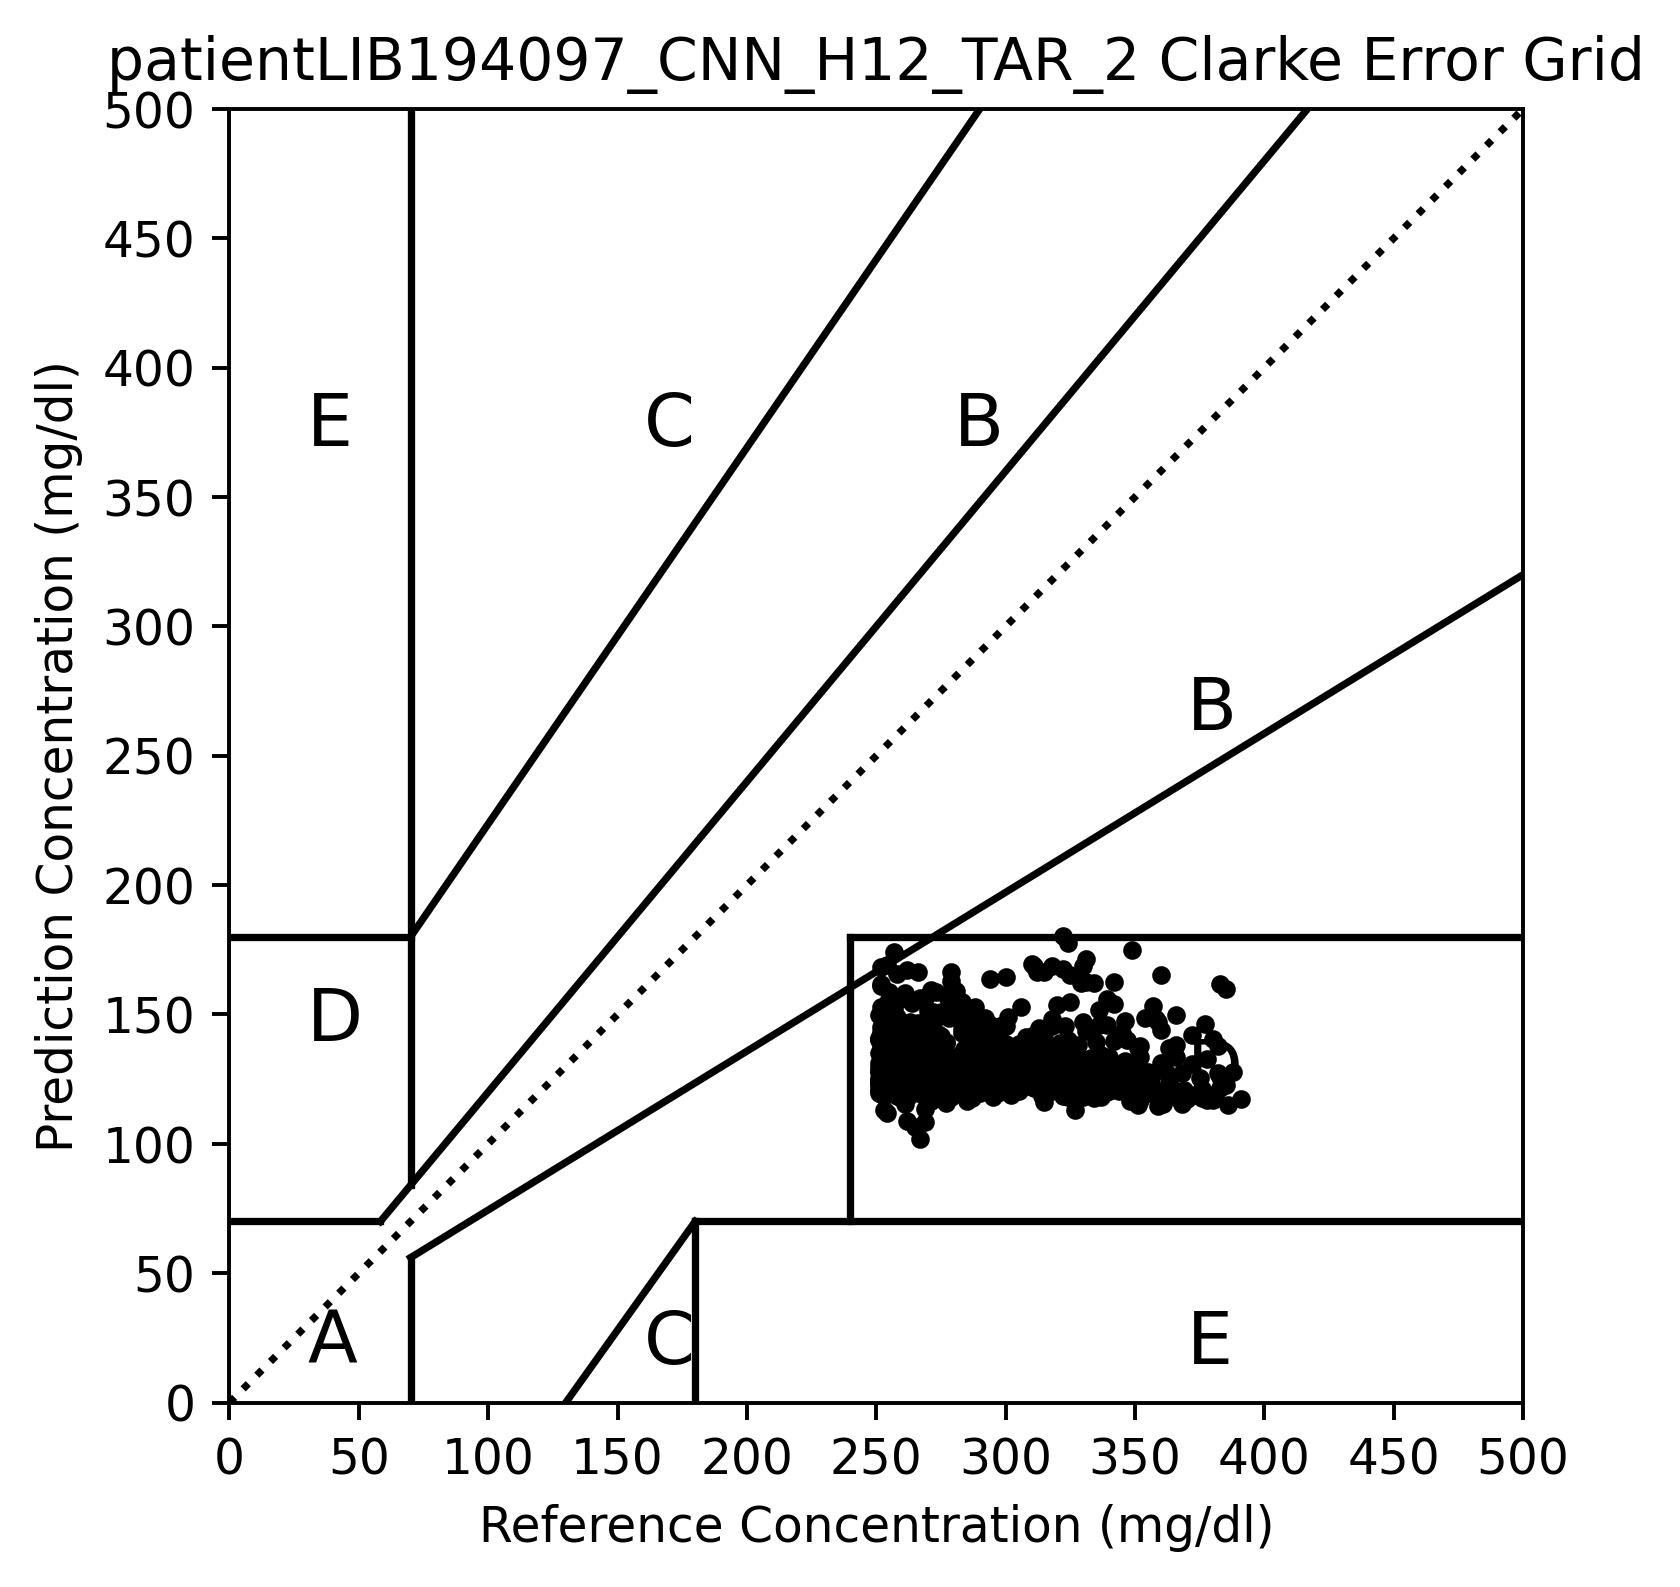 patientLIB194097_CNN_H12_TAR_2 Clarke Error Grid
500
450
400
350
300
250
200
150
100
50
0
Prediction Concentration (mg/dl)
E
C
B
B
D
D
A
C
E
0 50 100 150 200 250 300 350 400 450 500
Reference Concentration (mg/dl)